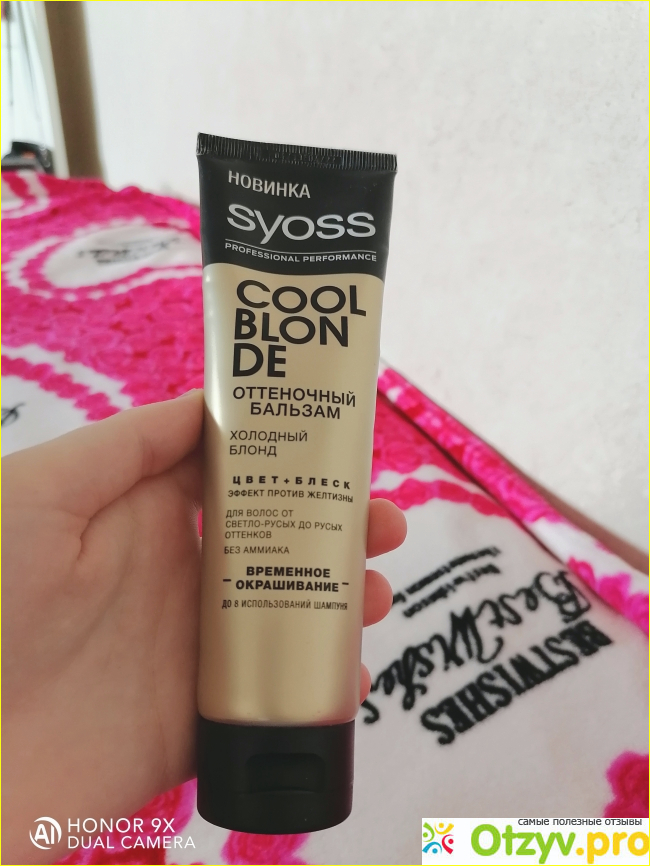 НОВИНКА
syoss
PROFESSIONAL PERFORMANCE
COOL
BLON
DE
ОТТЕНОЧНЫЙ
БАЛЬЗАМ
ХОЛОДНЫЙ
БЛОНД
ЦВЕТ + БЛЕСК
ЭФФЕКТ ПРОТИВ ЖЕЛТИЗНЫ
ДЛЯ ВОЛОС ОТ
СВЕТЛО-РУСЫХ ДО РУСЫХ
ОТТЕНКОВ
БЕЗ АММИАКА
ВРЕМЕННОЕ
ОКРАШИВАНИЕ
ДО 8 ИСПОЛЬЗОВАНИЙ ШАМПУНЯ
Best Wishes
BESTWISHES
HONOR 9X
DUAL CAMERA
самые полезные отзывы
Otzyv.pro